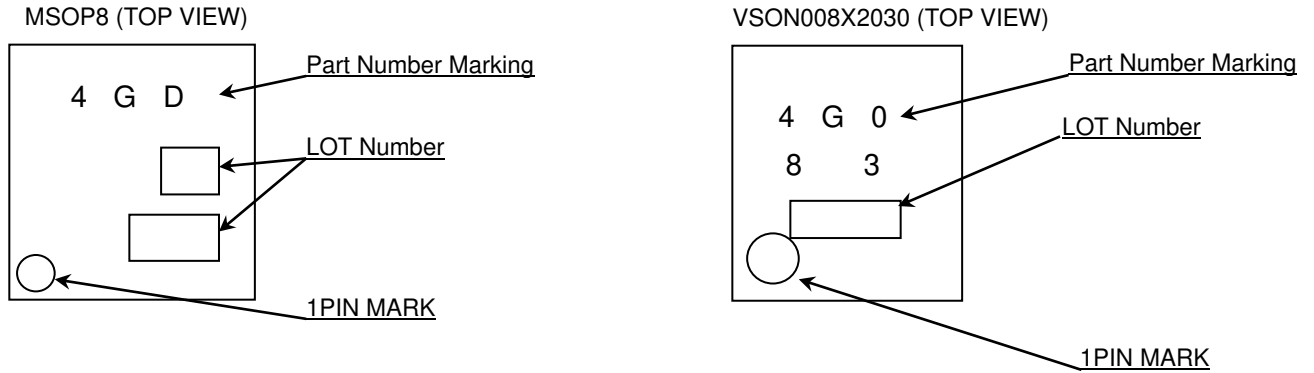 MSOP8 (TOP VIEW)
Part Number Marking
4 G D
LOT Number
1PIN MARK
VSON008X2030 (TOP VIEW)
Part Number Marking
4 G 0
LOT Number
8 3
1PIN MARK